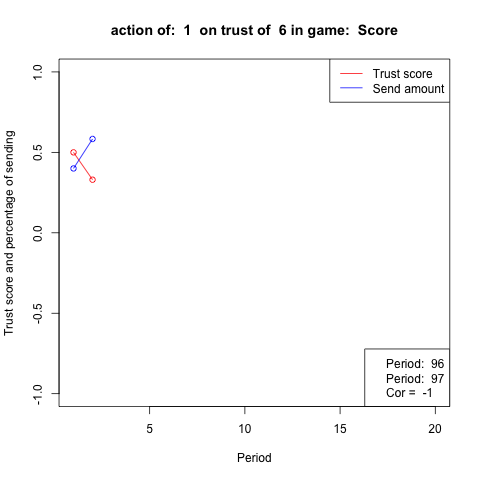 action of:  1  on trust of  6 in game:  Score
Trust score
Send amount
Trust score and percentage of sending
1.0
0.5
0.0
-0.5
-1.0
Period:  96
Period:  97
Cor =  -1
5 10 15 20
Period